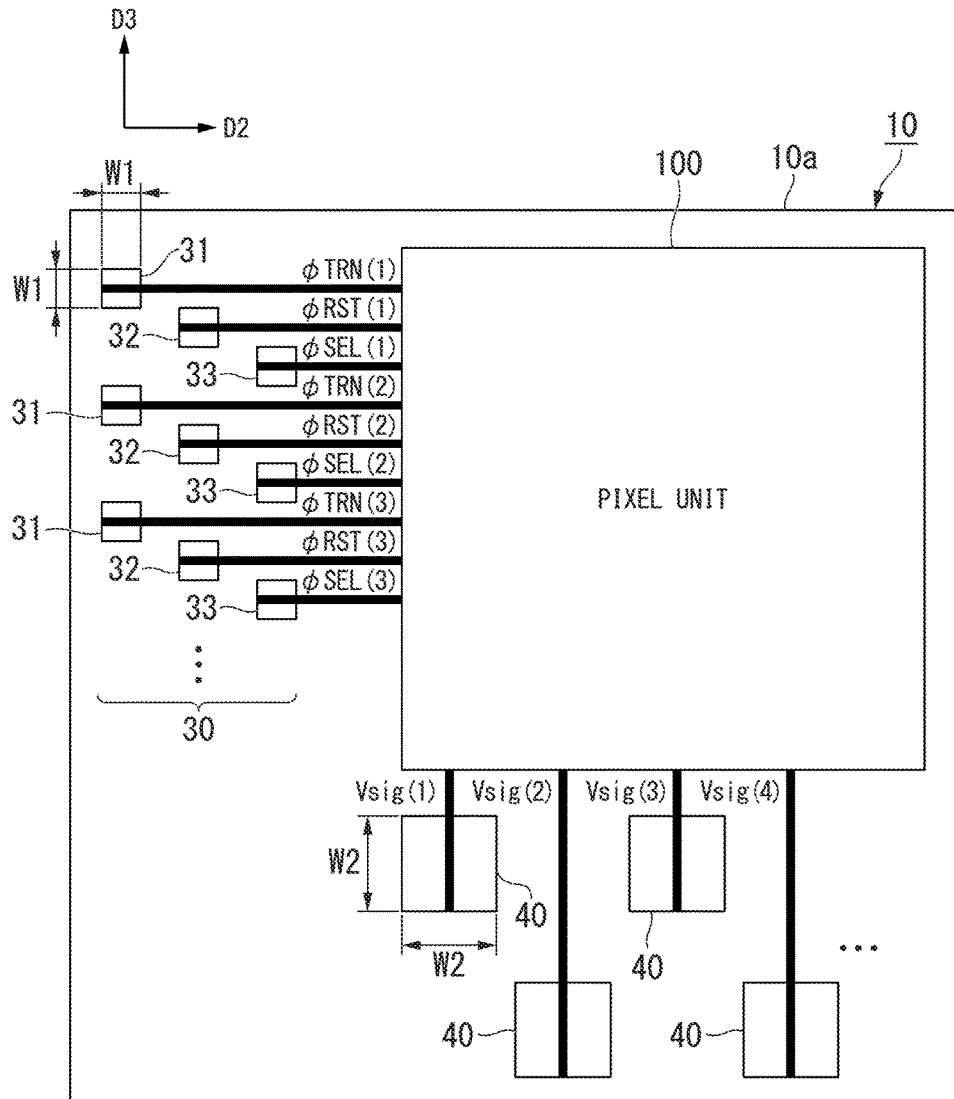 D3
D2
10
W1
10a
100
31
W1
ϕTRN(1)
ϕRST(1)
32
ϕSEL(1)
33
ϕTRN(2)
31
ϕRST(2)
32
ϕSEL(2)
33
ϕTRN(3)
PIXEL UNIT
31
ϕRST(3)
32
ϕSEL(3)
33
30
Vsig(1) Vsig(2) Vsig(3) Vsig(4)
W2
40
40
W2
40
40